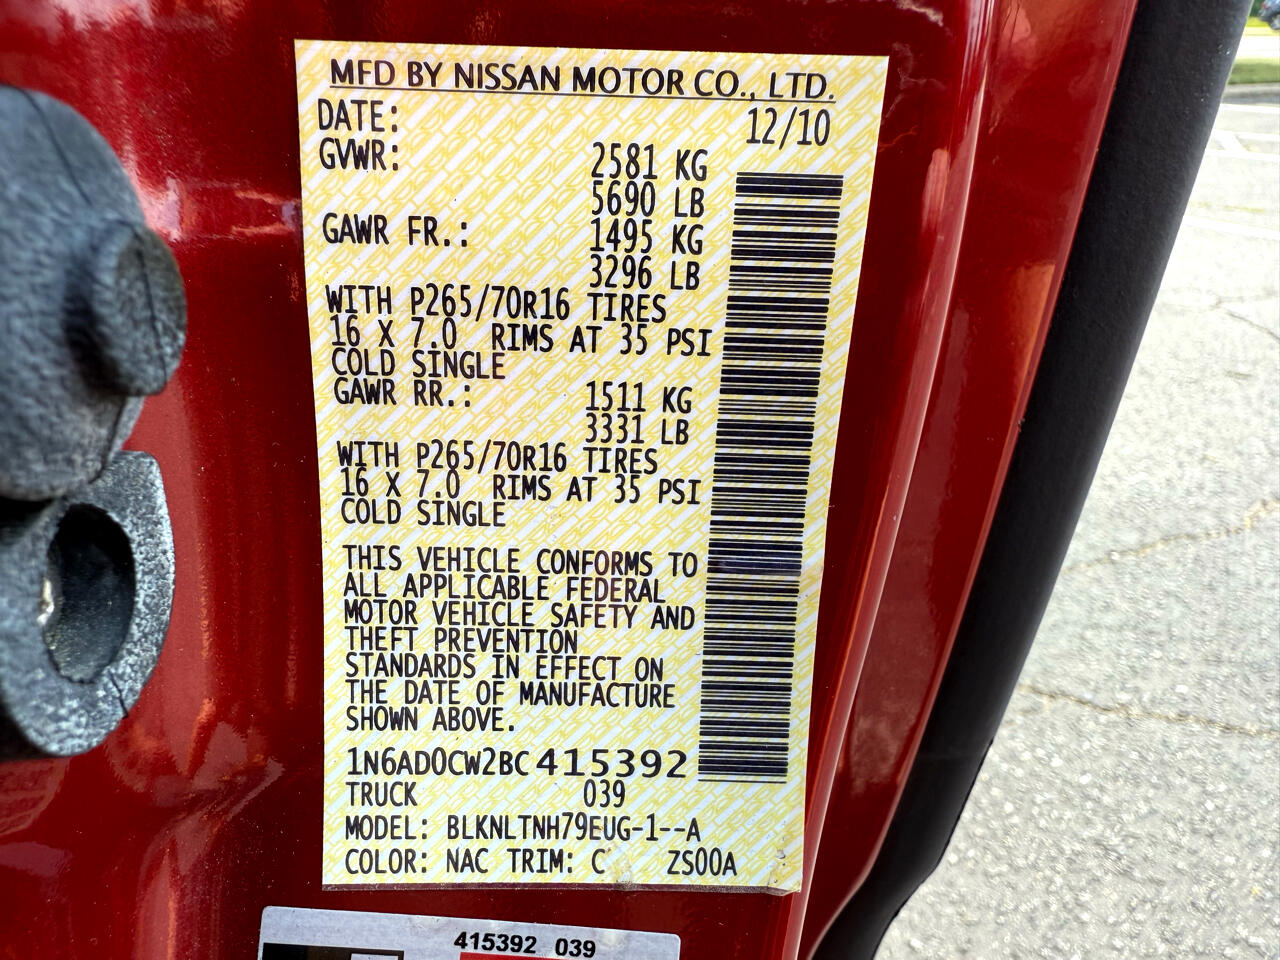 MFD BY NISSAN MOTOR CO., LTD.
DATE: 12/10
GVWR: 2581 KG
5690 LB
GAWR FR.: 1495 KG
3296 LB
WITH P265/70R16 TIRES
16 X 7.0 RIMS AT 35 PSI
COLD SINGLE
GAWR RR.: 1511 KG
3331 LB
WITH P265/70R16 TIRES
16 X 7.0 RIMS AT 35 PSI
COLD SINGLE
THIS VEHICLE CONFORMS TO
ALL APPLICABLE FEDERAL
MOTOR VEHICLE SAFETY AND
THEFT PREVENTION
STANDARDS IN EFFECT ON
THE DATE OF MANUFACTURE
SHOWN ABOVE.
1N6AD0CW2BC415392
TRUCK 039
MODEL: BLKNLTNH79EUG-1--A
COLOR: NAC TRIM: C ZS00A
415392 039